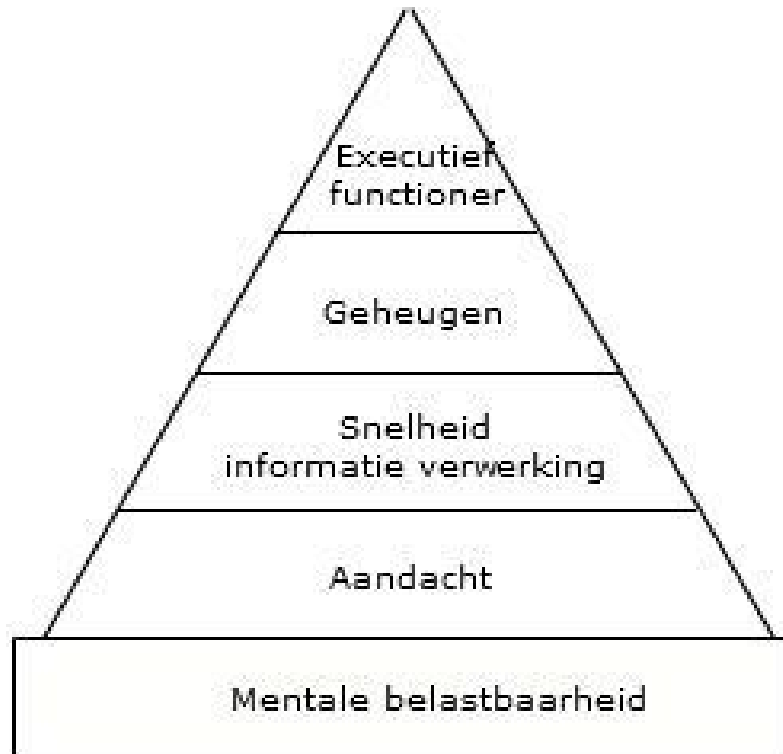 Executief
functioner
Geheugen
Snelheid
informatie verwerking
Aandacht
Mentale belastbaarheid